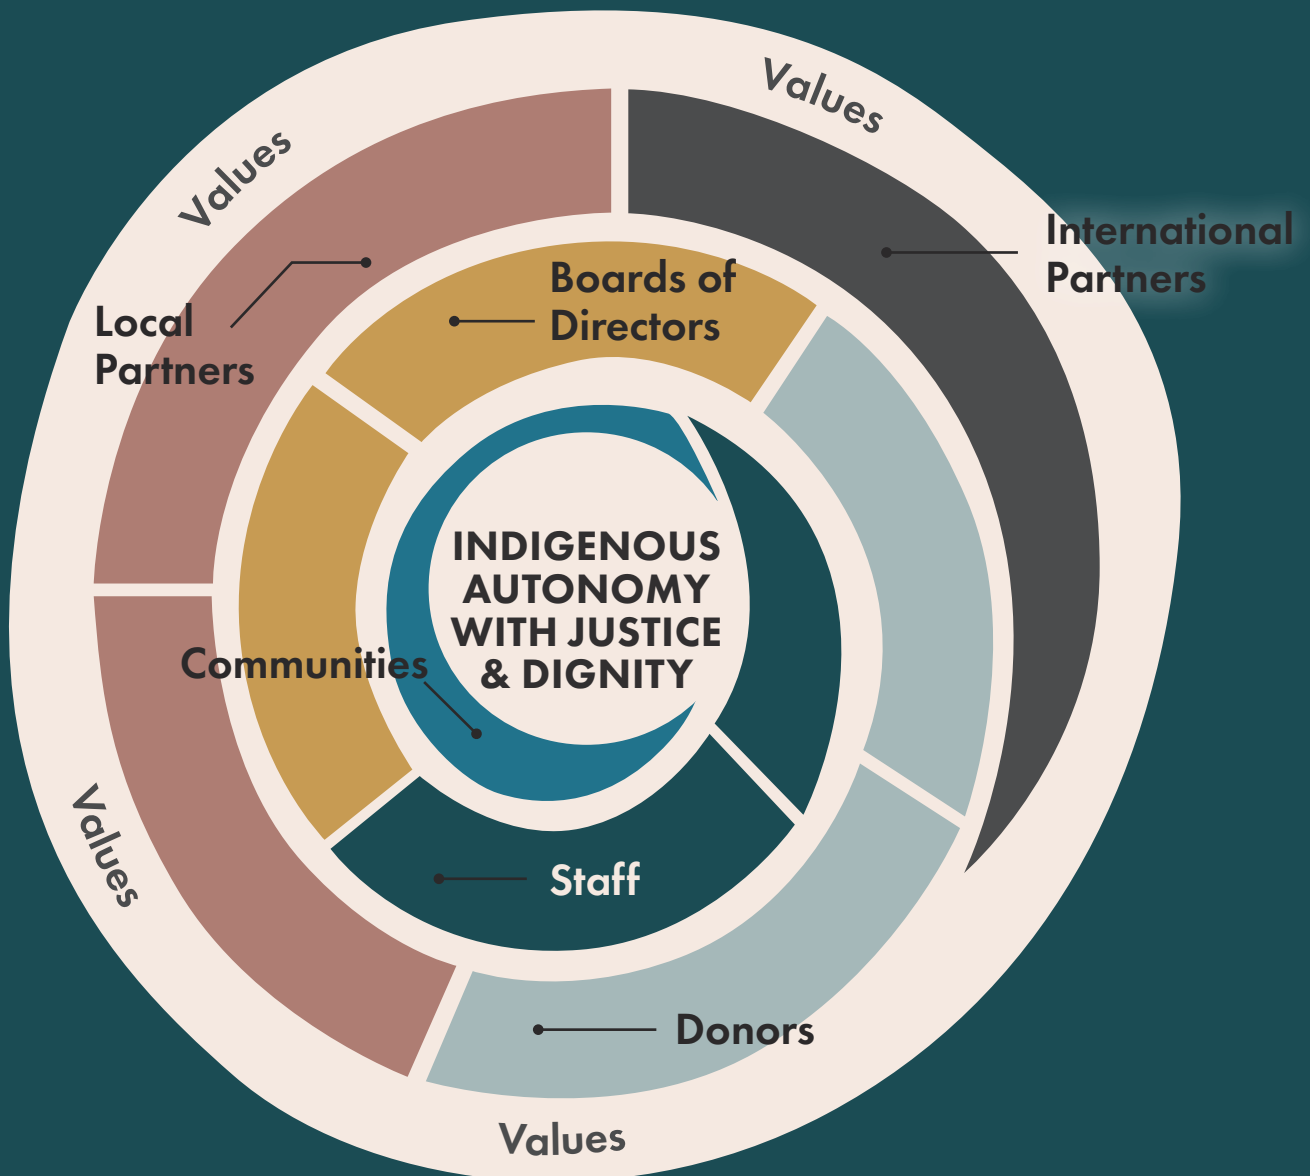 Values
Values
International
Partners
Boards of
Directors
Local
Partners
INDIGENOUS
AUTONOMY
WITH JUSTICE
& DIGNITY
Communities
Values
Staff
Donors
Values